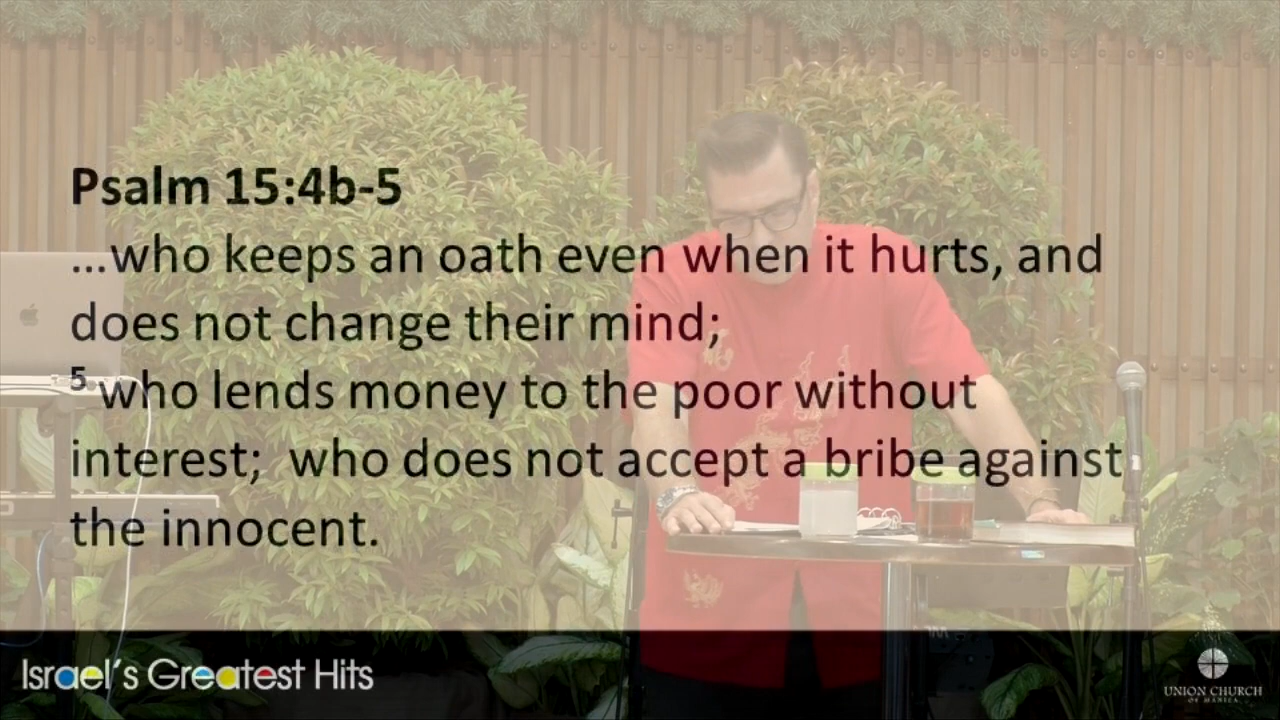 Psalm 15:4b-5
...who keeps an oath even when it hurts, and
does not change their mind;
5 who lends money to the poor without
interest;  who does not accept a bribe against
the innocent.
Israel's Greatest Hits
UNION CHURCH
OF MANILA